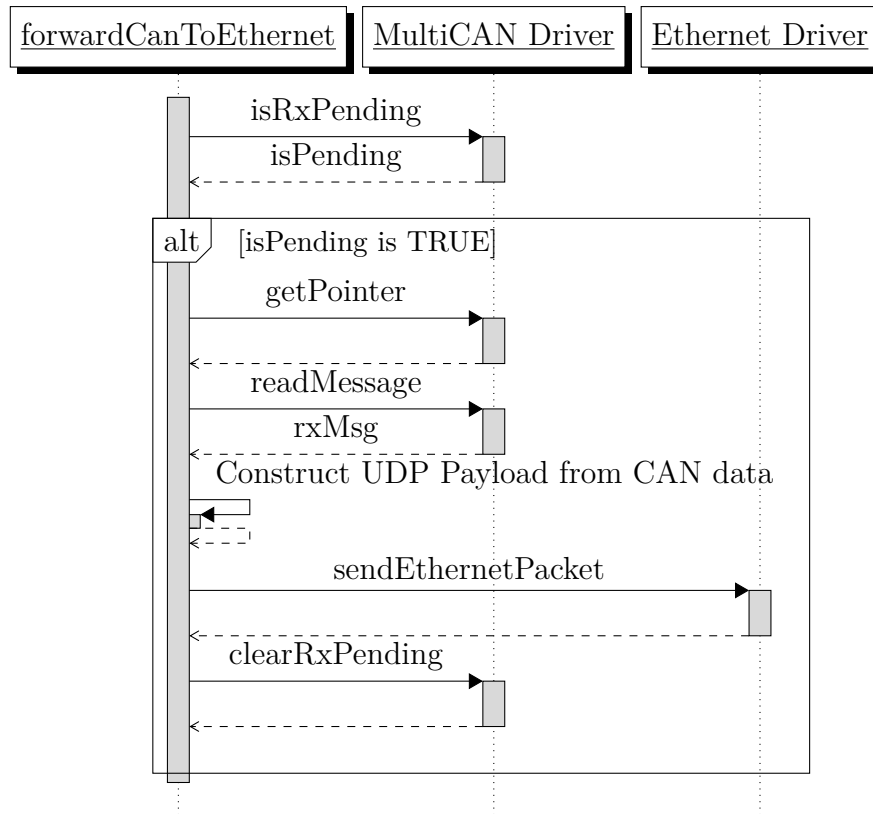 forwardCanToEthernet MultiCAN Driver Ethernet Driver
isRxPending
isPending
alt [isPending is TRUE]
getPointer
readMessage
rxMsg
Construct UDP Payload from CAN data
sendEthernetPacket
clearRxPending